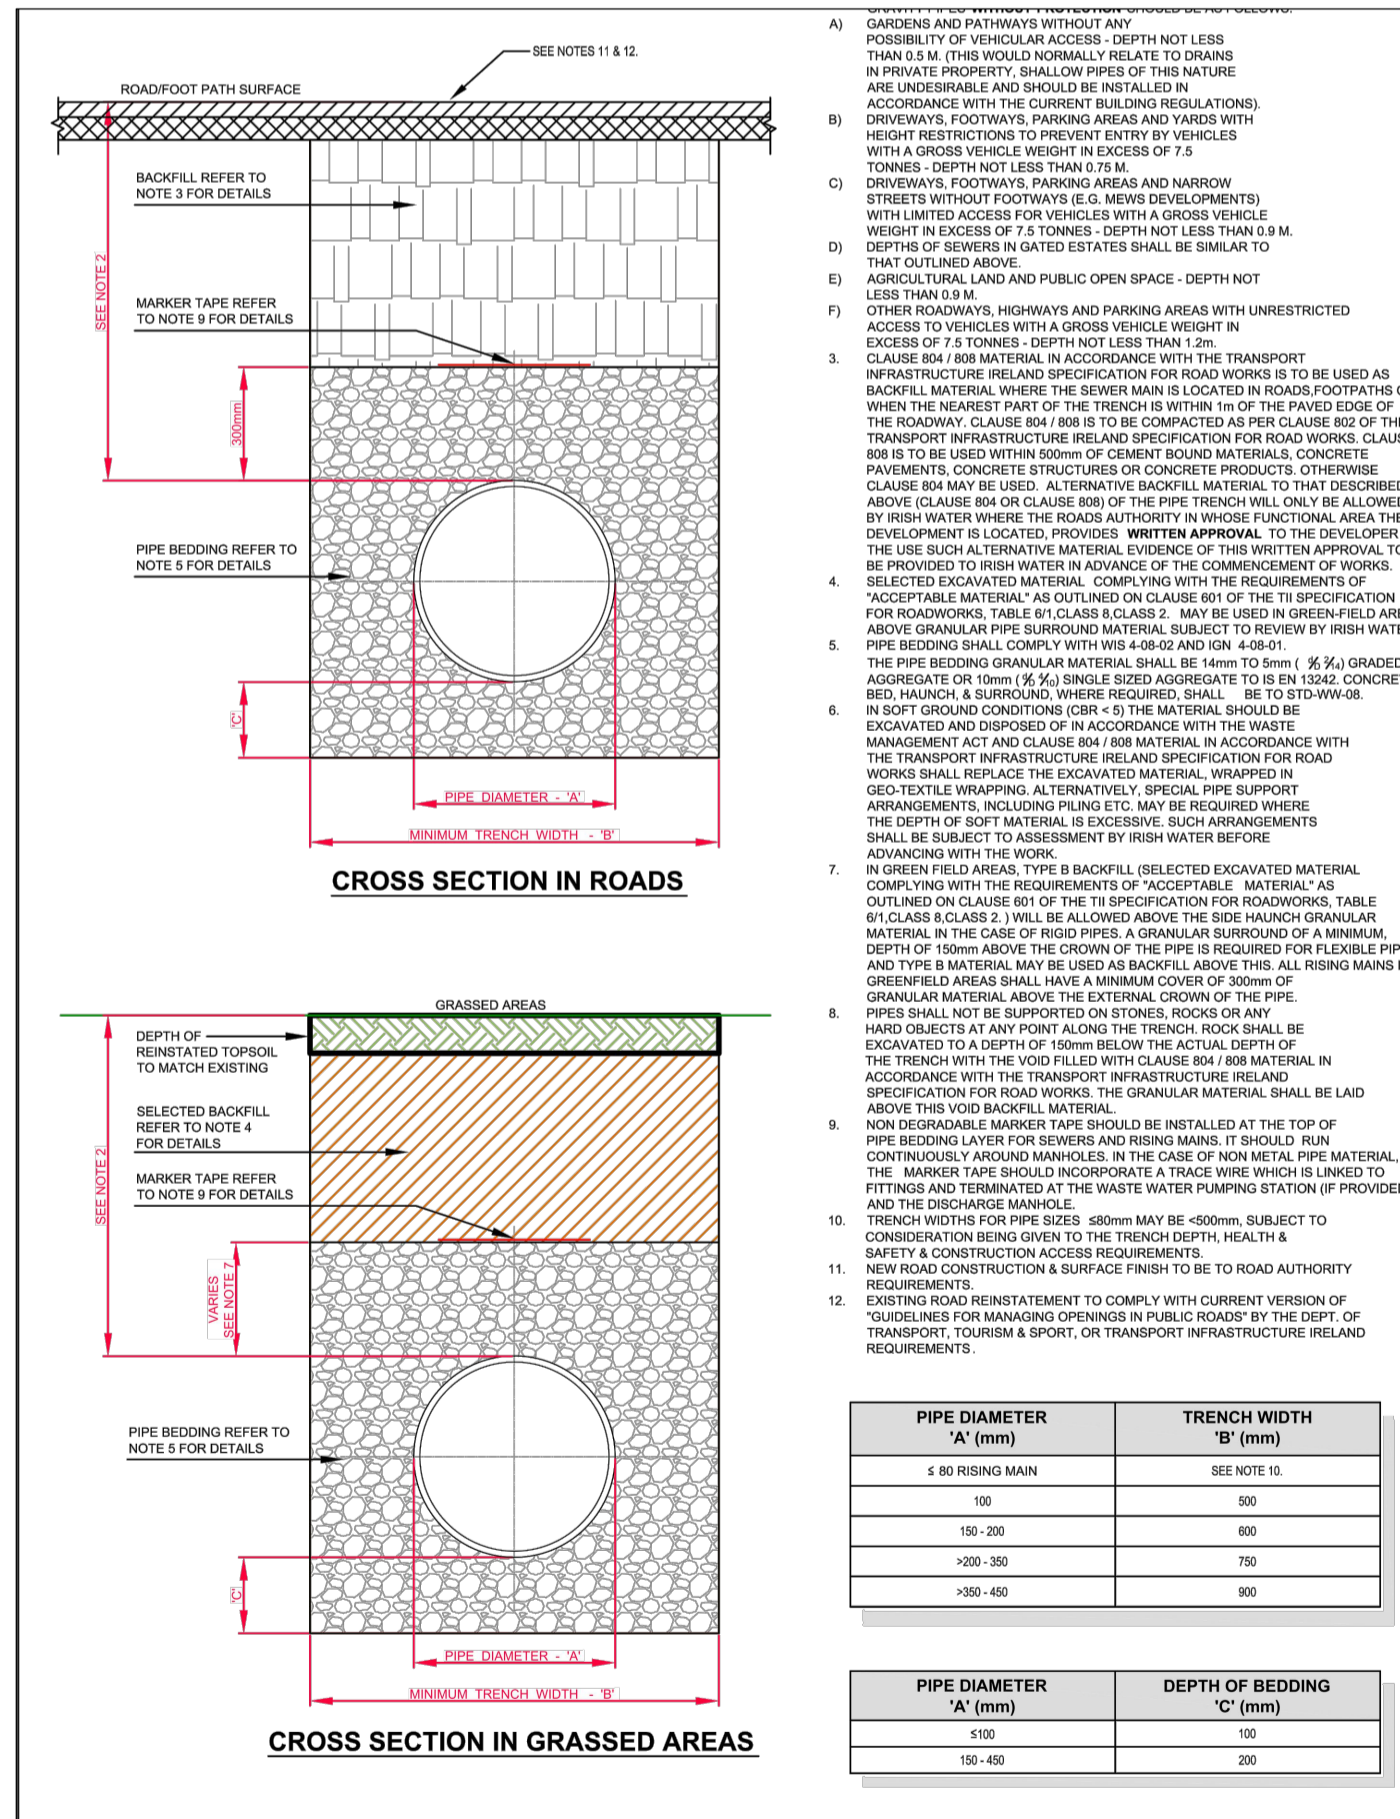 SEE NOTES 11 & 12.
ROAD/FOOT PATH SURFACE
BACKFILL REFER TO
NOTE 3 FOR DETAILS
SEE NOTE 2
MARKER TAPE REFER
TO NOTE 9 FOR DETAILS
300mm
PIPE BEDDING REFER TO
NOTE 5 FOR DETAILS
'C'
PIPE DIAMETER - 'A'
MINIMUM TRENCH WIDTH - 'B'
CROSS SECTION IN ROADS
GRASSED AREAS
DEPTH OF
REINSTATED TOPSOIL
TO MATCH EXISTING
SELECTED BACKFILL
REFER TO NOTE 4
FOR DETAILS
SEE NOTE 2
MARKER TAPE REFER
TO NOTE 9 FOR DETAILS
VARIES
SEE NOTE 7
PIPE BEDDING REFER TO
NOTE 5 FOR DETAILS
'C'
PIPE DIAMETER - 'A'
MINIMUM TRENCH WIDTH - 'B'
CROSS SECTION IN GRASSED AREAS
GRAVITY PIPES WITHOUT PROTECTION SHOULD BE AS FOLLOWS:
A) GARDENS AND PATHWAYS WITHOUT ANY
POSSIBILITY OF VEHICULAR ACCESS - DEPTH NOT LESS
THAN 0.5 M. (THIS WOULD NORMALLY RELATE TO DRAINS
IN PRIVATE PROPERTY, SHALLOW PIPES OF THIS NATURE
ARE UNDESIRABLE AND SHOULD BE INSTALLED IN
ACCORDANCE WITH THE CURRENT BUILDING REGULATIONS).
B) DRIVEWAYS, FOOTWAYS, PARKING AREAS AND YARDS WITH
HEIGHT RESTRICTIONS TO PREVENT ENTRY BY VEHICLES
WITH A GROSS VEHICLE WEIGHT IN EXCESS OF 7.5
TONNES - DEPTH NOT LESS THAN 0.75 M.
C) DRIVEWAYS, FOOTWAYS, PARKING AREAS AND NARROW
STREETS WITHOUT FOOTWAYS (E.G. MEWS DEVELOPMENTS)
WITH LIMITED ACCESS FOR VEHICLES WITH A GROSS VEHICLE
WEIGHT IN EXCESS OF 7.5 TONNES - DEPTH NOT LESS THAN 0.9 M.
D) DEPTHS OF SEWERS IN GATED ESTATES SHALL BE SIMILAR TO
THAT OUTLINED ABOVE.
E) AGRICULTURAL LAND AND PUBLIC OPEN SPACE - DEPTH NOT
LESS THAN 0.9 M.
F) OTHER ROADWAYS, HIGHWAYS AND PARKING AREAS WITH UNRESTRICTED
ACCESS TO VEHICLES WITH A GROSS VEHICLE WEIGHT IN
EXCESS OF 7.5 TONNES - DEPTH NOT LESS THAN 1.2m.
3. CLAUSE 804 / 808 MATERIAL IN ACCORDANCE WITH THE TRANSPORT
INFRASTRUCTURE IRELAND SPECIFICATION FOR ROAD WORKS IS TO BE USED AS
BACKFILL MATERIAL WHERE THE SEWER MAIN IS LOCATED IN ROADS,FOOTPATHS
WHEN THE NEAREST PART OF THE TRENCH IS WITHIN 1m OF THE PAVED EDGE OF
THE ROADWAY. CLAUSE 804 / 808 IS TO BE COMPACTED AS PER CLAUSE 802 OF TH
TRANSPORT INFRASTRUCTURE IRELAND SPECIFICATION FOR ROAD WORKS. CLAUS
808 IS TO BE USED WITHIN 500mm OF CEMENT BOUND MATERIALS, CONCRETE
PAVEMENTS, CONCRETE STRUCTURES OR CONCRETE PRODUCTS. OTHERWISE
CLAUSE 804 MAY BE USED. ALTERNATIVE BACKFILL MATERIAL TO THAT DESCRIBED
ABOVE (CLAUSE 804 OR CLAUSE 808) OF THE PIPE TRENCH WILL ONLY BE ALLOWED
BY IRISH WATER WHERE THE ROADS AUTHORITY IN WHOSE FUNCTIONAL AREA THE
DEVELOPMENT IS LOCATED, PROVIDES WRITTEN APPROVAL TO THE DEVELOPER
THE USE SUCH ALTERNATIVE MATERIAL EVIDENCE OF THIS WRITTEN APPROVAL TO
BE PROVIDED TO IRISH WATER IN ADVANCE OF THE COMMENCEMENT OF WORKS.
4. SELECTED EXCAVATED MATERIAL COMPLYING WITH THE REQUIREMENTS OF
"ACCEPTABLE MATERIAL" AS OUTLINED ON CLAUSE 601 OF THE TII SPECIFICATION
FOR ROADWORKS, TABLE 6/1,CLASS 8,CLASS 2. MAY BE USED IN GREEN-FIELD ARE
ABOVE GRANULAR PIPE SURROUND MATERIAL SUBJECT TO REVIEW BY IRISH WATE
5. PIPE BEDDING SHALL COMPLY WITH WIS 4-08-02 AND IGN 4-08-01.
THE PIPE BEDDING GRANULAR MATERIAL SHALL BE 14mm TO 5mm ( ) GRADED
AGGREGATE OR 10mm ( ) SINGLE SIZED AGGREGATE TO IS EN 13242. CONCRE
BED, HAUNCH, & SURROUND, WHERE REQUIRED, SHALL BE TO STD-WW-08.
6. IN SOFT GROUND CONDITIONS (CBR < 5) THE MATERIAL SHOULD BE
EXCAVATED AND DISPOSED OF IN ACCORDANCE WITH THE WASTE
MANAGEMENT ACT AND CLAUSE 804 / 808 MATERIAL IN ACCORDANCE WITH
THE TRANSPORT INFRASTRUCTURE IRELAND SPECIFICATION FOR ROAD
WORKS SHALL REPLACE THE EXCAVATED MATERIAL, WRAPPED IN
GEO-TEXTILE WRAPPING. ALTERNATIVELY, SPECIAL PIPE SUPPORT
ARRANGEMENTS, INCLUDING PILING ETC. MAY BE REQUIRED WHERE
THE DEPTH OF SOFT MATERIAL IS EXCESSIVE. SUCH ARRANGEMENTS
SHALL BE SUBJECT TO ASSESSMENT BY IRISH WATER BEFORE
ADVANCING WITH THE WORK.
7. IN GREEN FIELD AREAS, TYPE B BACKFILL (SELECTED EXCAVATED MATERIAL
COMPLYING WITH THE REQUIREMENTS OF "ACCEPTABLE MATERIAL" AS
OUTLINED ON CLAUSE 601 OF THE TII SPECIFICATION FOR ROADWORKS, TABLE
6/1,CLASS 8,CLASS 2. ) WILL BE ALLOWED ABOVE THE SIDE HAUNCH GRANULAR
MATERIAL IN THE CASE OF RIGID PIPES. A GRANULAR SURROUND OF A MINIMUM,
DEPTH OF 150mm ABOVE THE CROWN OF THE PIPE IS REQUIRED FOR FLEXIBLE PIP
AND TYPE B MATERIAL MAY BE USED AS BACKFILL ABOVE THIS. ALL RISING MAINS
GREENFIELD AREAS SHALL HAVE A MINIMUM COVER OF 300mm OF
GRANULAR MATERIAL ABOVE THE EXTERNAL CROWN OF THE PIPE.
8. PIPES SHALL NOT BE SUPPORTED ON STONES, ROCKS OR ANY
HARD OBJECTS AT ANY POINT ALONG THE TRENCH. ROCK SHALL BE
EXCAVATED TO A DEPTH OF 150mm BELOW THE ACTUAL DEPTH OF
THE TRENCH WITH THE VOID FILLED WITH CLAUSE 804 / 808 MATERIAL IN
ACCORDANCE WITH THE TRANSPORT INFRASTRUCTURE IRELAND
SPECIFICATION FOR ROAD WORKS. THE GRANULAR MATERIAL SHALL BE LAID
ABOVE THIS VOID BACKFILL MATERIAL.
9. NON DEGRADABLE MARKER TAPE SHOULD BE INSTALLED AT THE TOP OF
PIPE BEDDING LAYER FOR SEWERS AND RISING MAINS. IT SHOULD RUN
CONTINUOUSLY AROUND MANHOLES. IN THE CASE OF NON METAL PIPE MATERIAL,
THE MARKER TAPE SHOULD INCORPORATE A TRACE WIRE WHICH IS LINKED TO
FITTINGS AND TERMINATED AT THE WASTE WATER PUMPING STATION (IF PROVIDE
AND THE DISCHARGE MANHOLE.
10. TRENCH WIDTHS FOR PIPE SIZES ≤80mm MAY BE <500mm, SUBJECT TO
CONSIDERATION BEING GIVEN TO THE TRENCH DEPTH, HEALTH &
SAFETY & CONSTRUCTION ACCESS REQUIREMENTS.
11. NEW ROAD CONSTRUCTION & SURFACE FINISH TO BE TO ROAD AUTHORITY
REQUIREMENTS.
12. EXISTING ROAD REINSTATEMENT TO COMPLY WITH CURRENT VERSION OF
"GUIDELINES FOR MANAGING OPENINGS IN PUBLIC ROADS" BY THE DEPT. OF
TRANSPORT, TOURISM & SPORT, OR TRANSPORT INFRASTRUCTURE IRELAND
REQUIREMENTS.
PIPE DIAMETER 'A' (mm) TRENCH WIDTH 'B' (mm)
≤ 80 RISING MAIN SEE NOTE 10.
100 500
150 - 200 600
>200 - 350 750
>350 - 450 900
PIPE DIAMETER 'A' (mm) DEPTH OF BEDDING 'C' (mm)
≤100 100
150 - 450 200